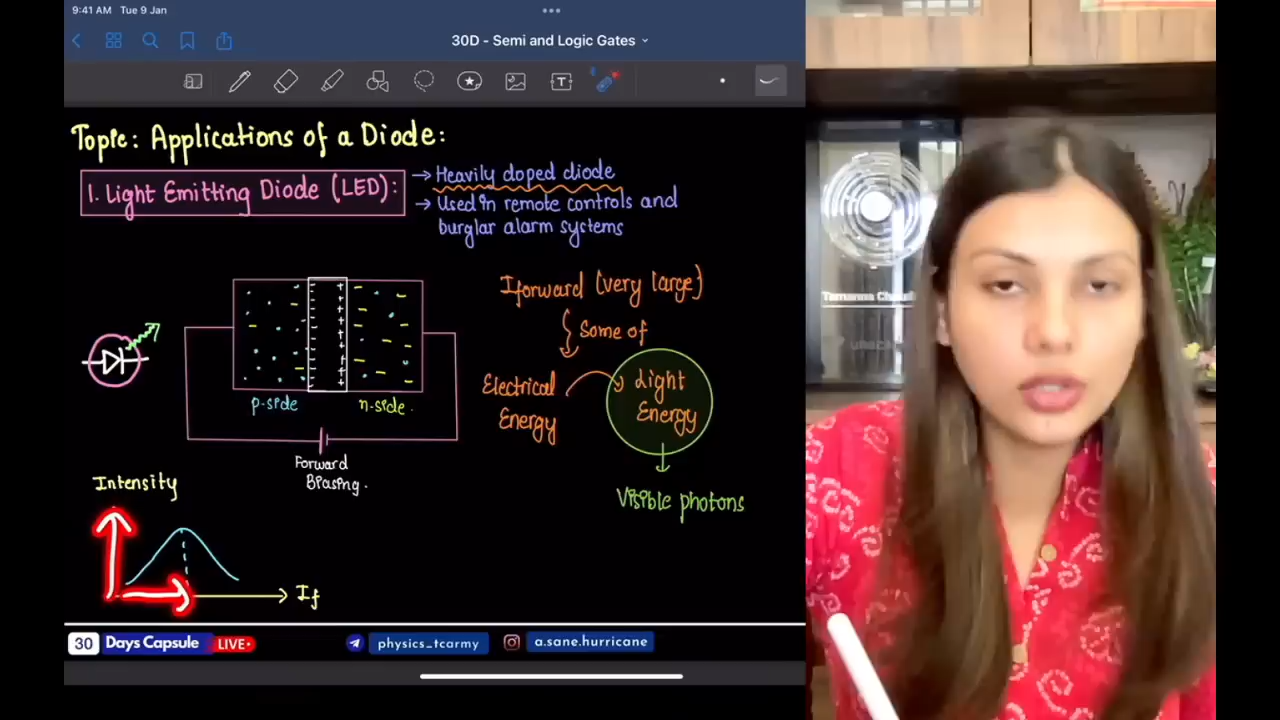 9:41 AM Tue 9 Jan
30D - Semi and Logic Gates
T
Topic: Applications of a Diode:
1. Light Emitting Diode (LED):
→ Heavily doped diode
→ Used in remote controls and
burglar alarm systems
Iforward (very large)
Some of
Electrical
Energy
Light
Energy
Visible photons
p-side
n-side.
Forward
Biasing.
Intensity
If
30 Days Capsule LIVE
physics_tcarmy
a.sane.hurricane